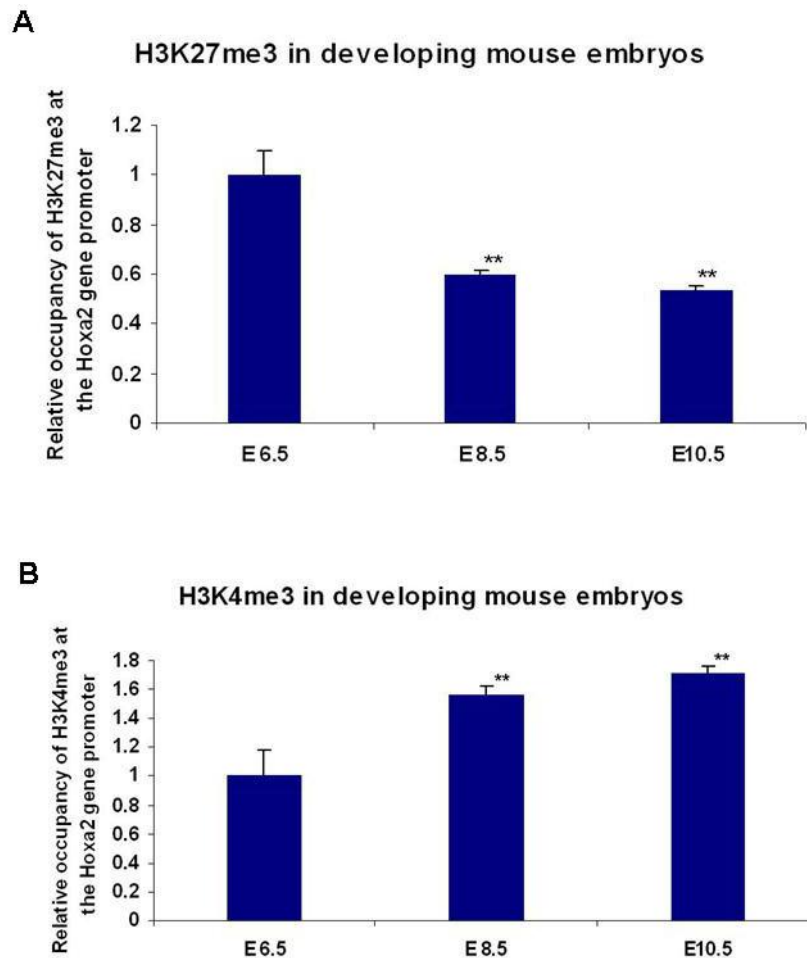 A
H3K27me3 in developing mouse embryos
Relative occupancy of H3K27me3 at
the Hoxa2 gene promoter
1.2
1
0.8
0.6
0.4
0.2
0
**
**
E6.5
E8.5
E10.5
B
H3K4me3 in developing mouse embryos
Relative occupancy of H3K4me3 at
the Hoxa2 gene promoter
1.8
1.6
1.4
1.2
1
0.8
0.6
0.4
0.2
0
**
**
E6.5
E8.5
E10.5